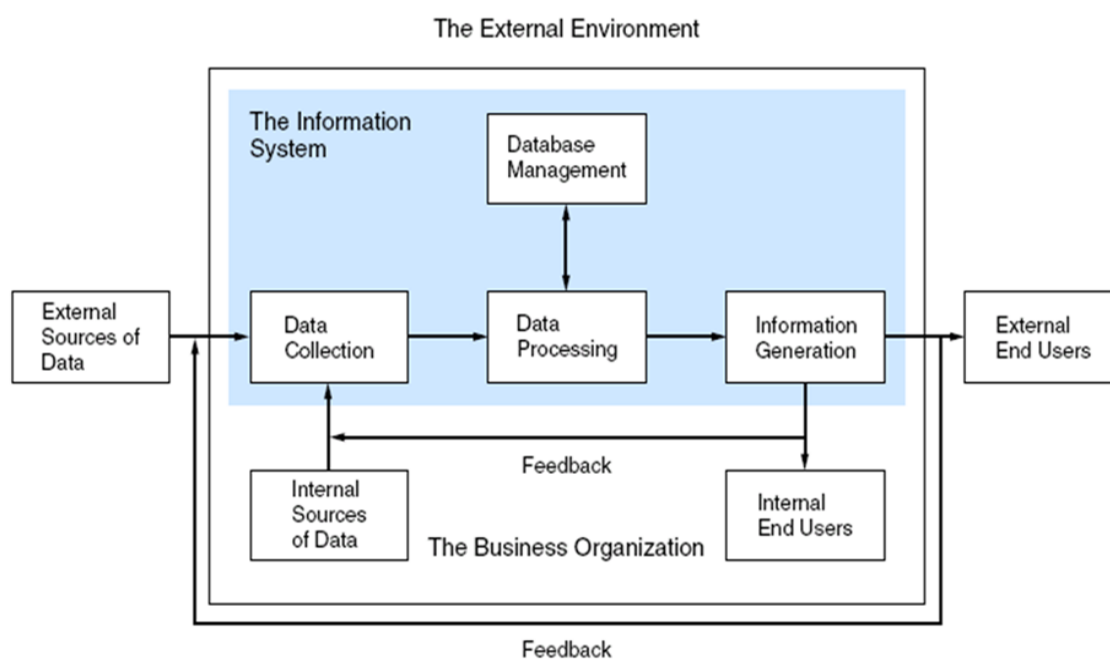 The External Environment
The Information
System
Database
Management
External
Sources of
Data
Data
Collection
Data
Processing
Information
Generation
External
End Users
Feedback
Internal
Sources
of Data
Internal
End Users
The Business Organization
Feedback